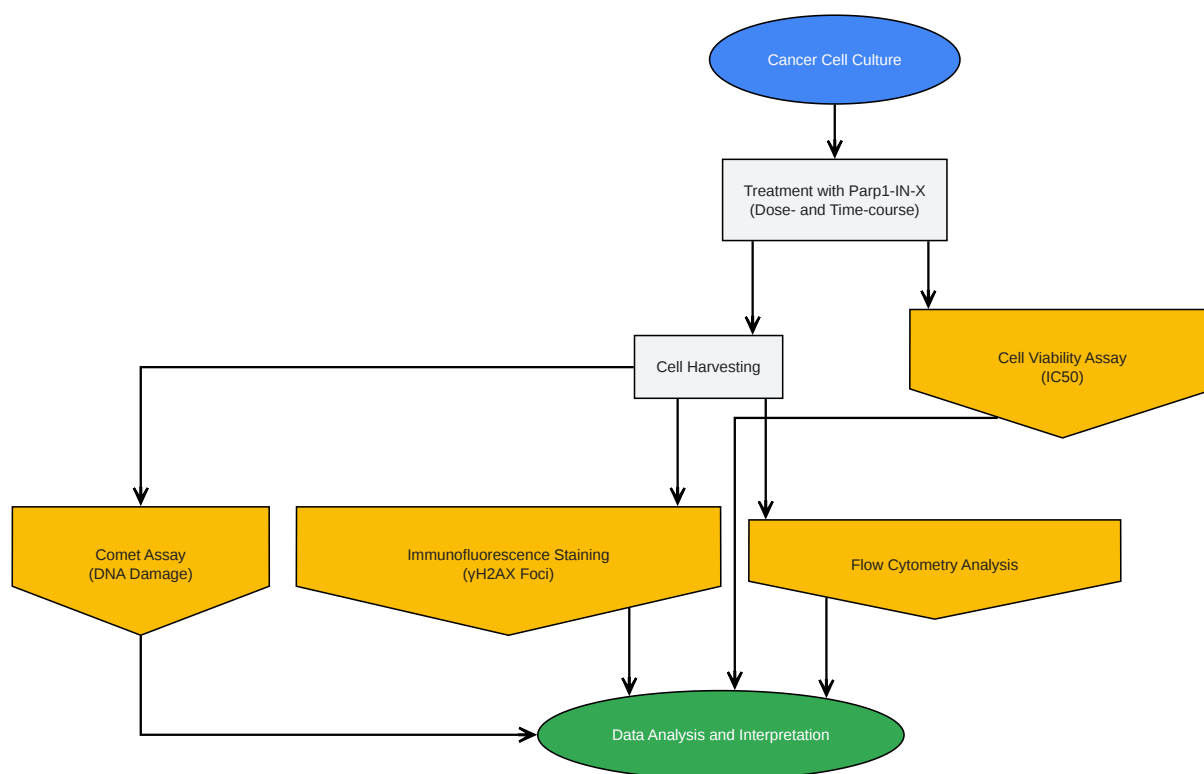 Cancer Cell Culture
Treatment with Parp1-IN-X
(Dose- and Time-course)
Cell Harvesting
Cell Viability Assay
(IC50)
Comet Assay
(DNA Damage)
Immunofluorescence Staining
(γH2AX Foci)
Flow Cytometry Analysis
Data Analysis and Interpretation